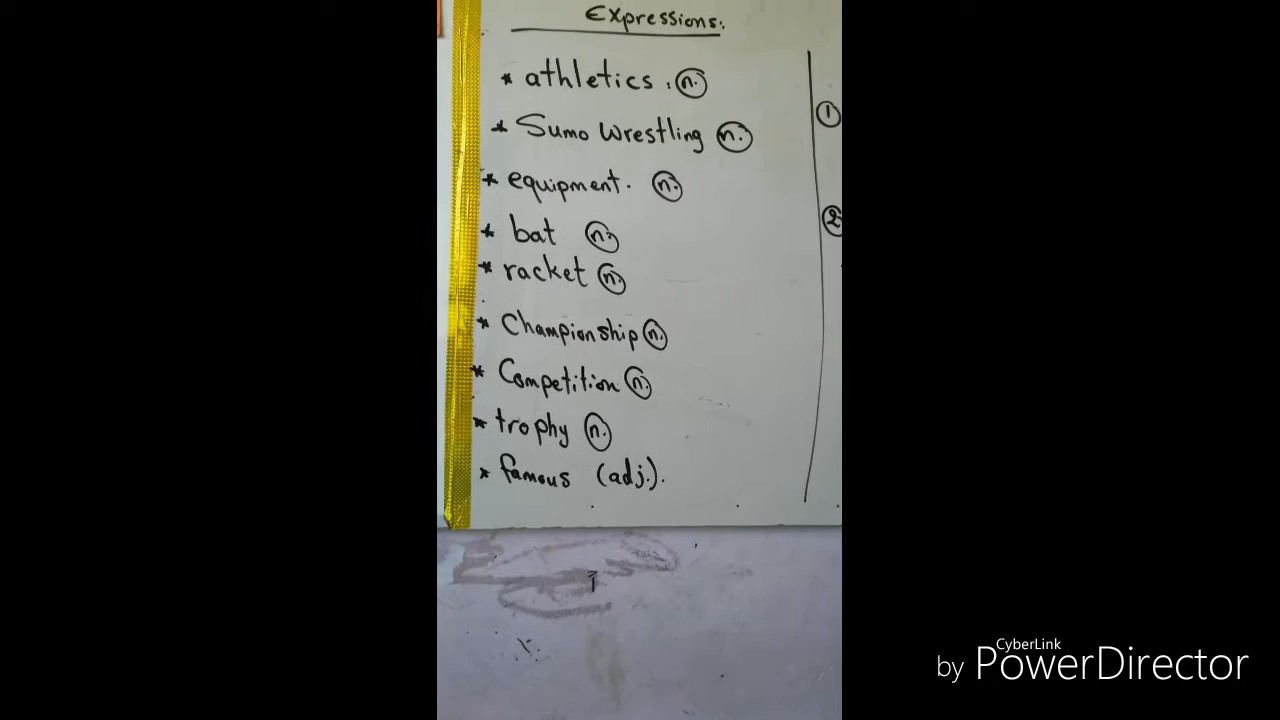 Expressions:
* athletics : n.
* Sumo wrestling n.
* equipment. n.
* bat n.
* racket n.
* Championship n.
* Competition n.
* trophy n.
* famous (adj.).
1
2
CyberLink
by PowerDirector